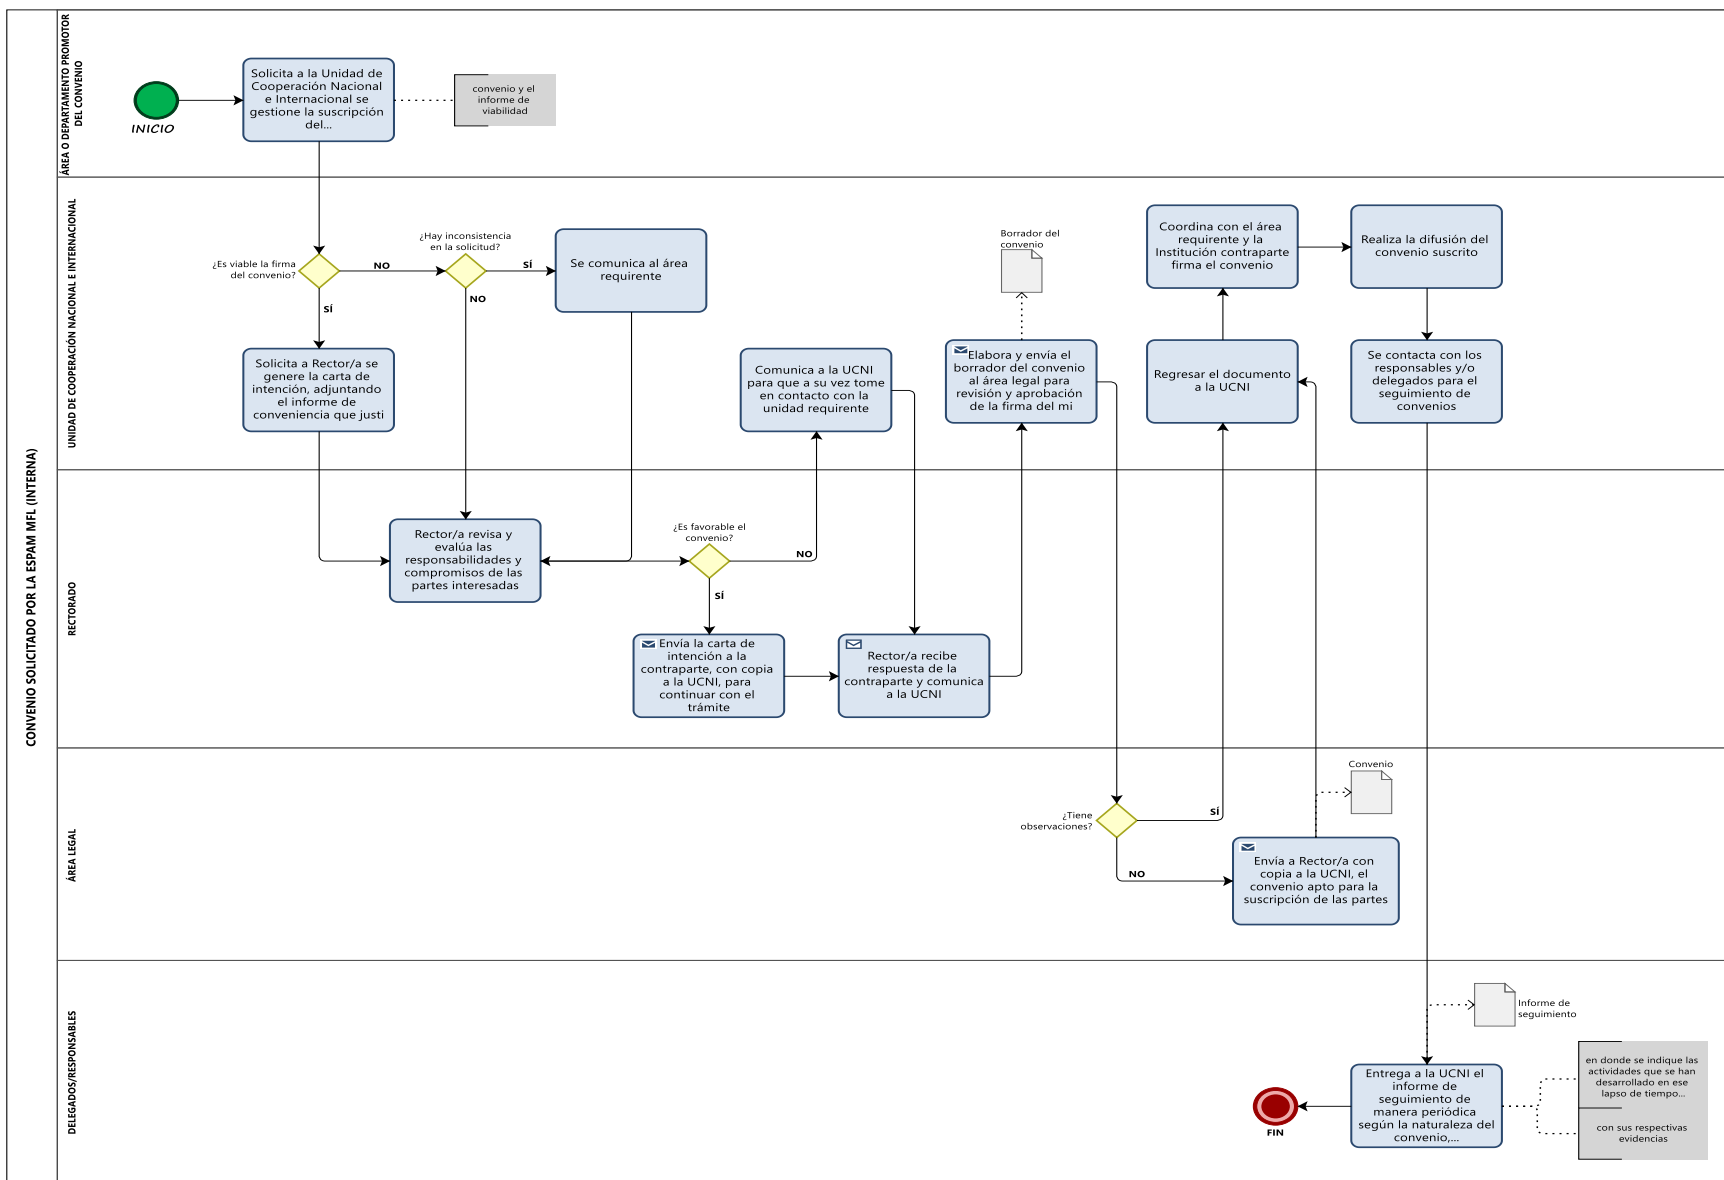 CONVENIO SOLICITADO POR LA ESPAM MFL (INTERNA)
ÁREA O DEPARTAMENTO PROMOTOR
DEL CONVENIO
INICIO
Solicita a la Unidad de
Cooperación Nacional
e Internacional se
gestione la suscripción
del...
convenio y el
informe de
viabilidad
UNIDAD DE COOPERACIÓN NACIONAL E INTERNACIONAL
¿Es viable la firma
del convenio?
NO
SÍ
¿Hay inconsistencia
en la solicitud?
SÍ
NO
Se comunica al área
requirente
Solicita a Rector/a se
genere la carta de
intención, adjuntando
el informe de
conveniencia que justi
Comunica a la UCNI
para que a su vez tome
en contacto con la
unidad requirente
Borrador del
convenio
Elabora y envía el
borrador del convenio
al área legal para
revisión y aprobación
de la firma del mi
Coordina con el área
requirente y la
Institución contraparte
firma el convenio
Realiza la difusión del
convenio suscrito
Regresar el documento
a la UCNI
Se contacta con los
responsables y/o
delegados para el
seguimiento de
convenios
RECTORADO
Rector/a revisa y
evalúa las
responsabilidades y
compromisos de las
partes interesadas
¿Es favorable el
convenio?
NO
SÍ
Envía la carta de
intención a la
contraparte, con copia
a la UCNI, para
continuar con el
trámite
Rector/a recibe
respuesta de la
contraparte y comunica
a la UCNI
ÁREA LEGAL
¿Tiene
observaciones?
SÍ
NO
Convenio
Envía a Rector/a con
copia a la UCNI, el
convenio apto para la
suscripción de las partes
DELEGADOS/RESPONSABLES
Informe de
seguimiento
Entrega a la UCNI el
informe de
seguimiento de
manera periódica
según la naturaleza del
convenio,...
FIN
en donde se indique las
actividades que se han
desarrollado en ese
lapso de tiempo...
con sus respectivas
evidencias